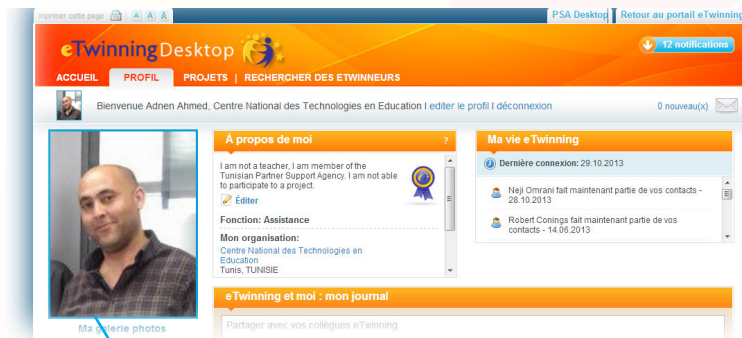 Imprimer cette page A A A
PSA Desktop Retour au portail eTwinning
eTwinning Desktop
12 notifications
ACCUEIL PROFIL PROJETS | RECHERCHER DES ETWINNEURS
Bienvenue Adnen Ahmed, Centre National des Technologies en Education I editer le profil I déconnexion
0 nouveau(x)
À propos de moi ?
I am not a teacher, I am member of the
Tunisian Partner Support Agency. I am not able
to participate to a project.
Éditer
Fonction: Assistance
Mon organisation:
Centre National des Technologies en
Education
Tunis, TUNISIE
Ma vie eTwinning
Dernière connexion: 29.10.2013
Neji Omrani fait maintenant partie de vos contacts -
28.10.2013
Robert Conings fait maintenant partie de vos
contacts - 14.06.2013
eTwinning et moi : mon journal
Partager avec vos collègues eTwinning
Ma galerie photos